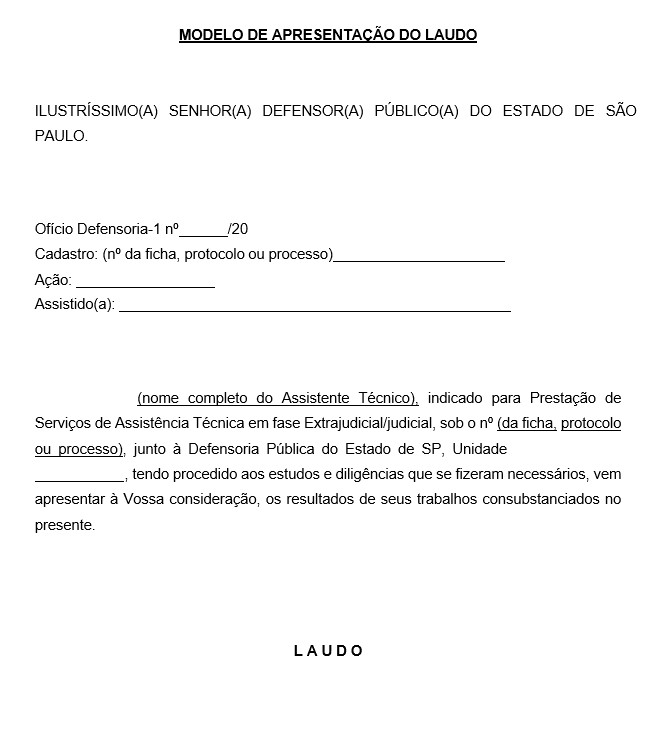 MODELO DE APRESENTAÇÃO DO LAUDO
ILUSTRÍSSIMO(A) SENHOR(A) DEFENSOR(A) PÚBLICO(A) DO ESTADO DE SÃO
PAULO.
Ofício Defensoria-1 nº______/20
Cadastro: (nº da ficha, protocolo ou processo)_____________________
Ação: _________________
Assistido(a): ________________________________________________
(nome completo do Assistente Técnico), indicado para Prestação de
Serviços de Assistência Técnica em fase Extrajudicial/judicial, sob o nº (da ficha, protocolo
ou processo), junto à Defensoria Pública do Estado de SP, Unidade
___________, tendo procedido aos estudos e diligências que se fizeram necessários, vem
apresentar à Vossa consideração, os resultados de seus trabalhos consubstanciados no
presente.
L A U D O